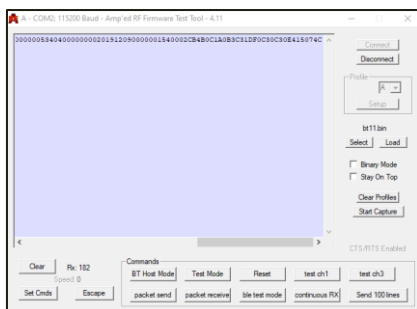 A - COM2: 115200 Baud - Amp'ed RF Firmware Test Tool - 4.11
Connect
Disconnect
Profile
A
Setup
bt11.bin
Select
Load
Binary Mode
Stay On Top
Clear Profiles
Start Capture
CTS/RTS Enabled
Clear
Rx: 182
Speed: 0
Set Cmds
Escape
Commands
BT Host Mode
Test Mode
Reset
test ch1
test ch3
packet send
packet receive
ble test mode
continuous RX
Send 100 lines